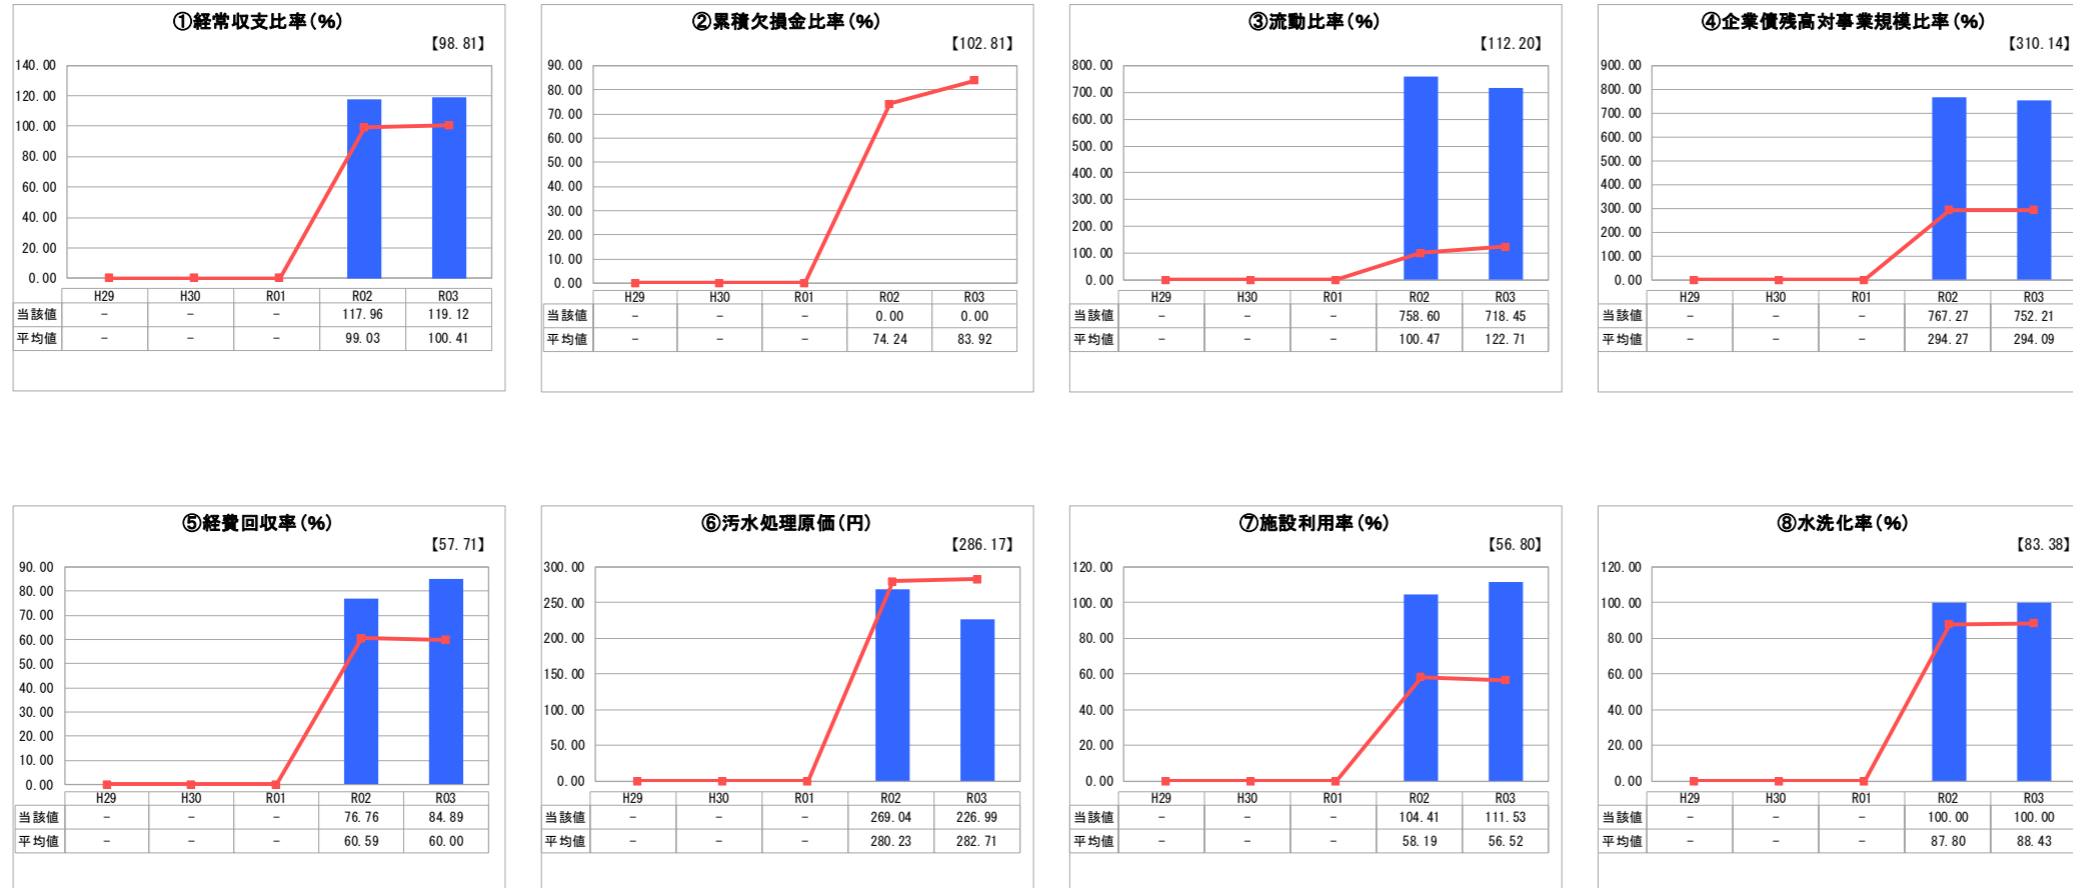 ①経常収支比率(%)
【98.81】
140.00
120.00
100.00
80.00
60.00
40.00
20.00
0.00
H29 H30 R01 R02 R03
当該値 - - - 117.96 119.12
平均値 - - - 99.03 100.41
②累積欠損金比率(%)
【102.81】
90.00
80.00
70.00
60.00
50.00
40.00
30.00
20.00
10.00
0.00
H29 H30 R01 R02 R03
当該値 - - - 0.00 0.00
平均値 - - - 74.24 83.92
③流動比率(%)
【112.20】
800.00
700.00
600.00
500.00
400.00
300.00
200.00
100.00
0.00
H29 H30 R01 R02 R03
当該値 - - - 758.60 718.45
平均値 - - - 100.47 122.71
④企業債残高対事業規模比率(%)
【310.14】
900.00
800.00
700.00
600.00
500.00
400.00
300.00
200.00
100.00
0.00
H29 H30 R01 R02 R03
当該値 - - - 767.27 752.21
平均値 - - - 294.27 294.09
⑤経費回収率(%)
【57.71】
90.00
80.00
70.00
60.00
50.00
40.00
30.00
20.00
10.00
0.00
H29 H30 R01 R02 R03
当該値 - - - 76.76 84.89
平均値 - - - 60.59 60.00
⑥汚水処理原価(円)
【286.17】
300.00
250.00
200.00
150.00
100.00
50.00
0.00
H29 H30 R01 R02 R03
当該値 - - - 269.04 226.99
平均値 - - - 280.23 282.71
⑦施設利用率(%)
【56.80】
120.00
100.00
80.00
60.00
40.00
20.00
0.00
H29 H30 R01 R02 R03
当該値 - - - 104.41 111.53
平均値 - - - 58.19 56.52
⑧水洗化率(%)
【83.38】
120.00
100.00
80.00
60.00
40.00
20.00
0.00
H29 H30 R01 R02 R03
当該値 - - - 100.00 100.00
平均値 - - - 87.80 88.43